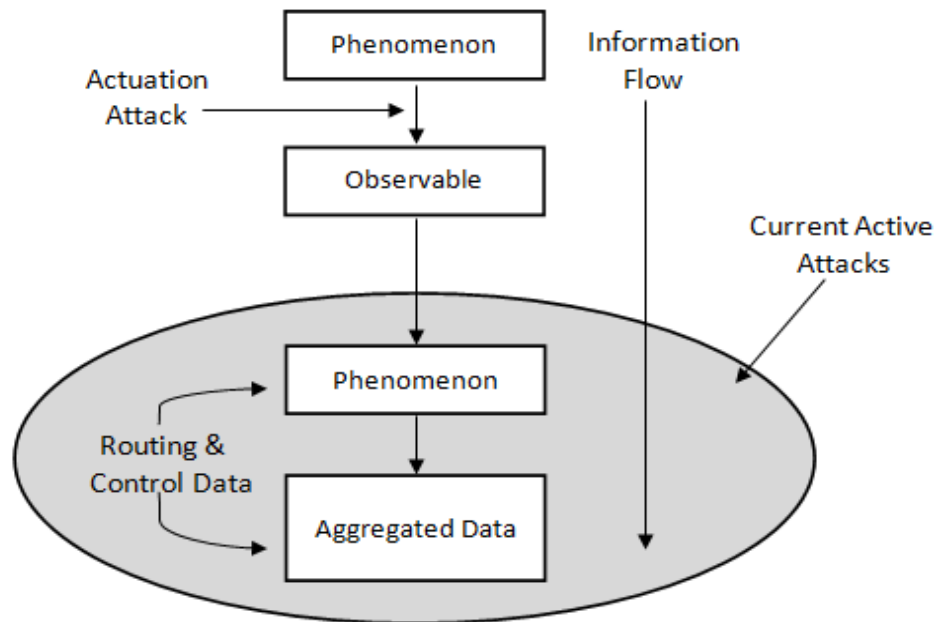 Phenomenon
Information
Flow
Actuation
Attack
Observable
Current Active
Attacks
Phenomenon
Routing &
Control Data
Aggregated Data